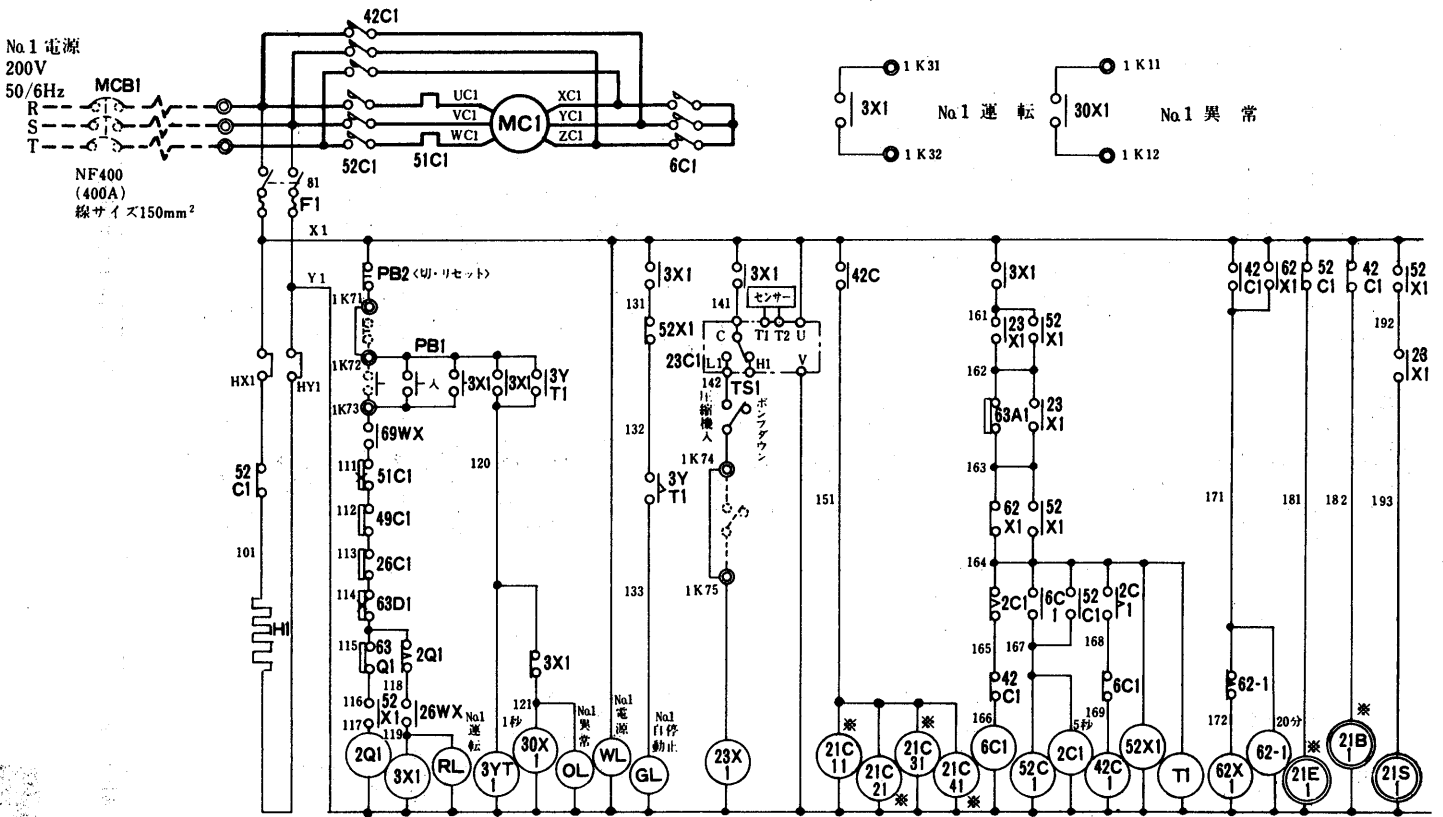 42C1
No.1 電源
200V
50/6Hz
MCB1
R
S
T
UC1
VC1
WC1
MC1
XC1
YC1
ZC1
52C1
51C1
6C1
NF400
(400A)
線サイズ150mm²
1K31
3X1
1K32
No.1 運 転
1K11
30X1
1K12
No.1 異 常
81
F1
X1
Y1
HX1
HY1
52
C1
101
H1
PB2〈切・リセット〉
1K71
1K72
PB1
入
3X1
3X1
3Y
T1
1K73
69WX
111
51C1
112
49C1
113
26C1
114
63D1
115
63
Q1
2Q1
116
118
52
X1
26WX
117
119
2Q1
3X1
RL
No.1 運転
120
3YT
1
1秒
3X1
121
30X
1
OL
No.1 異常
WL
No.1 電源
3X1
131
52X1
132
3Y
T1
133
GL
No.1 自動停止
3X1
141
センサー
C
T1
T2
U
23C1
L1
H1
V
142
TS1
圧縮機入
ポンプダウン
1K74
1K75
23X
1
42C
151
21C
11
※
21C
21
※
21C
31
※
21C
41
※
3X1
161
23
X1
52
X1
162
63A1
23
X1
163
62
X1
52
X1
164
2C1
6C
1
52
C1
2C
1
165
167
168
42
C1
6C1
166
169
6C1
52C
1
2C1
5秒
42C
1
52X1
T1
42
C1
62
X1
171
62-1
172
62X
1
62-1
20分
52
C1
181
21E
1
※
42
C1
182
21B
1
※
52
X1
192
23
X1
193
21S
1